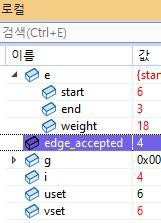 로컬
검색(Ctrl+E)
이름 값
e {star
start 6
end 3
weight 18
edge_accepted 4
g 0x00
i 4
uset 6
vset 6